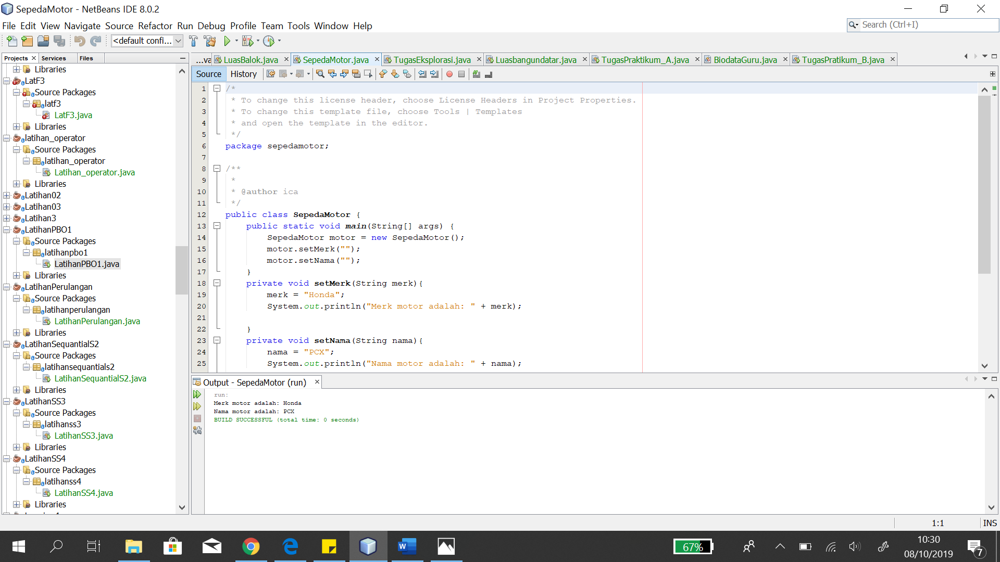 SepedaMotor - NetBeans IDE 8.0.2
File Edit View Navigate Source Refactor Run Debug Profile Team Tools Window Help
Search (Ctrl+I)
<default confi...
Projects
Services
Files
Libraries
LatF3
Source Packages
latf3
LatF3.java
Libraries
latihan_operator
Source Packages
latihan_operator
Latihan_operator.java
Libraries
Latihan02
Latihan03
Latihan3
LatihanPBO1
Source Packages
latihanpbo1
LatihanPBO1.java
Libraries
LatihanPerulangan
Source Packages
latihanperulangan
LatihanPerulangan.java
Libraries
LatihanSequantialS2
Source Packages
latihansequantials2
LatihanSequantialS2.java
Libraries
LatihanSS3
Source Packages
latihanss3
LatihanSS3.java
Libraries
LatihanSS4
Source Packages
latihanss4
LatihanSS4.java
Libraries
...va LuasBalok.java SepedaMotor.java TugasEksplorasi.java Luasbangundatar.java TugasPraktikum_A.java BiodataGuru.java TugasPratikum_B.java
Source History
1 /*
2 * To change this license header, choose License Headers in Project Properties.
3 * To change this template file, choose Tools | Templates
4 * and open the template in the editor.
5 */
6 package sepedamotor;
7
8 /**
9 *
10 * @author ica
11 */
12 public class SepedaMotor {
13 public static void main(String[] args) {
14 SepedaMotor motor = new SepedaMotor();
15 motor.setMerk("");
16 motor.setNama("");
17 }
18 private void setMerk(String merk){
19 merk = "Honda";
20 System.out.println("Merk motor adalah: " + merk);
21
22 }
23 private void setNama(String nama){
24 nama = "PCX";
25 System.out.println("Nama motor adalah: " + nama);
Output - SepedaMotor (run)
run:
Merk motor adalah: Honda
Nama motor adalah: PCX
BUILD SUCCESSFUL (total time: 0 seconds)
1:1
INS
67%
10:30
08/10/2019
7